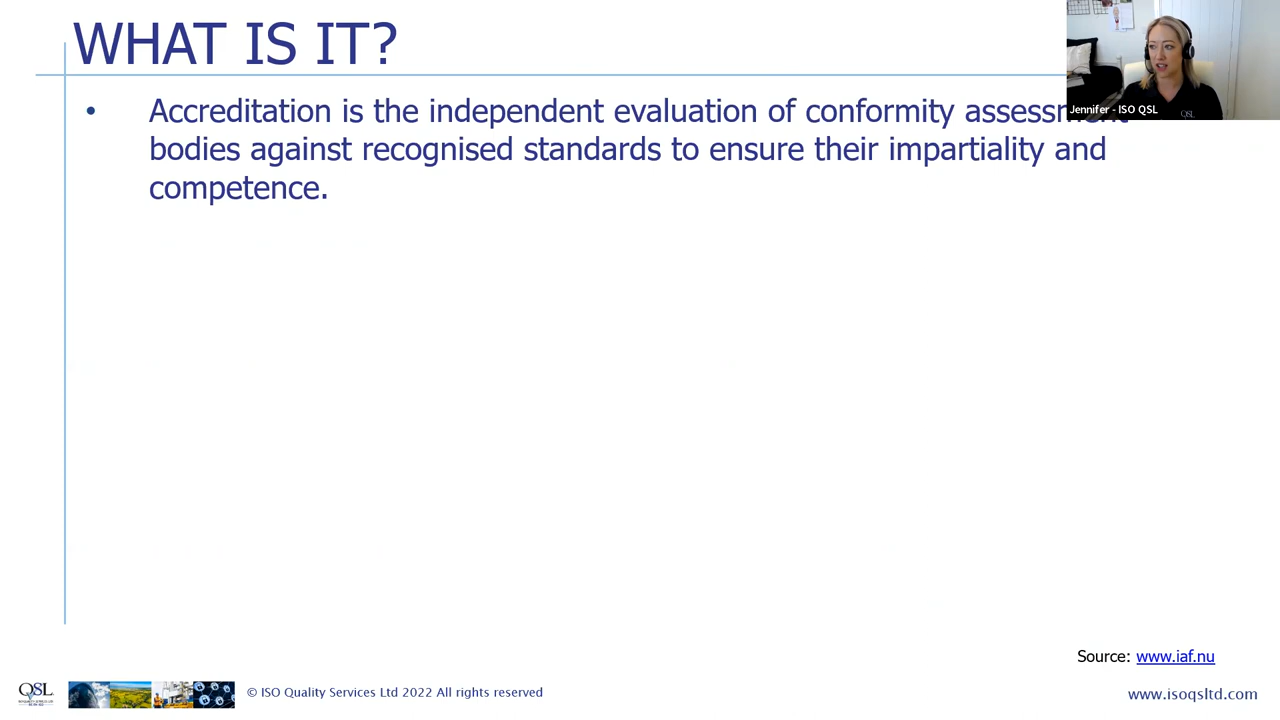 WHAT IS IT?
• Accreditation is the independent evaluation of conformity assessment
bodies against recognised standards to ensure their impartiality and
competence.
Jennifer - ISO QSL
QSL
Source: www.iaf.nu
QSL
© ISO Quality Services Ltd 2022 All rights reserved
www.isoqsltd.com